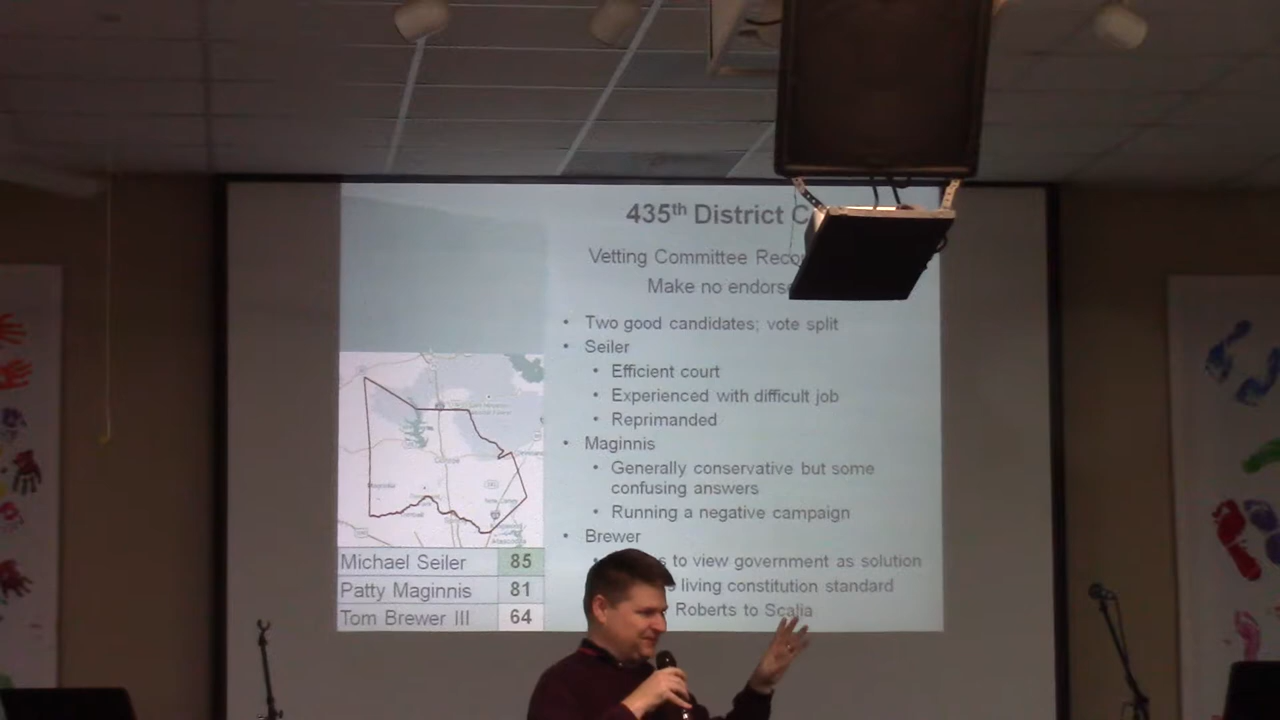 435th District C
Vetting Committee
Make no
• Two good candidates; vote split
• Seiler
• Efficient court
• Experienced with difficult job
• Reprimanded
• Maginnis
• Generally conservative but some
confusing answers
• Running a negative campaign
• Brewer
to view government as solution
living constitution standard
Roberts to Scalia
Conroe
Michael Seiler 85
Patty Maginnis 81
Tom Brewer III 64